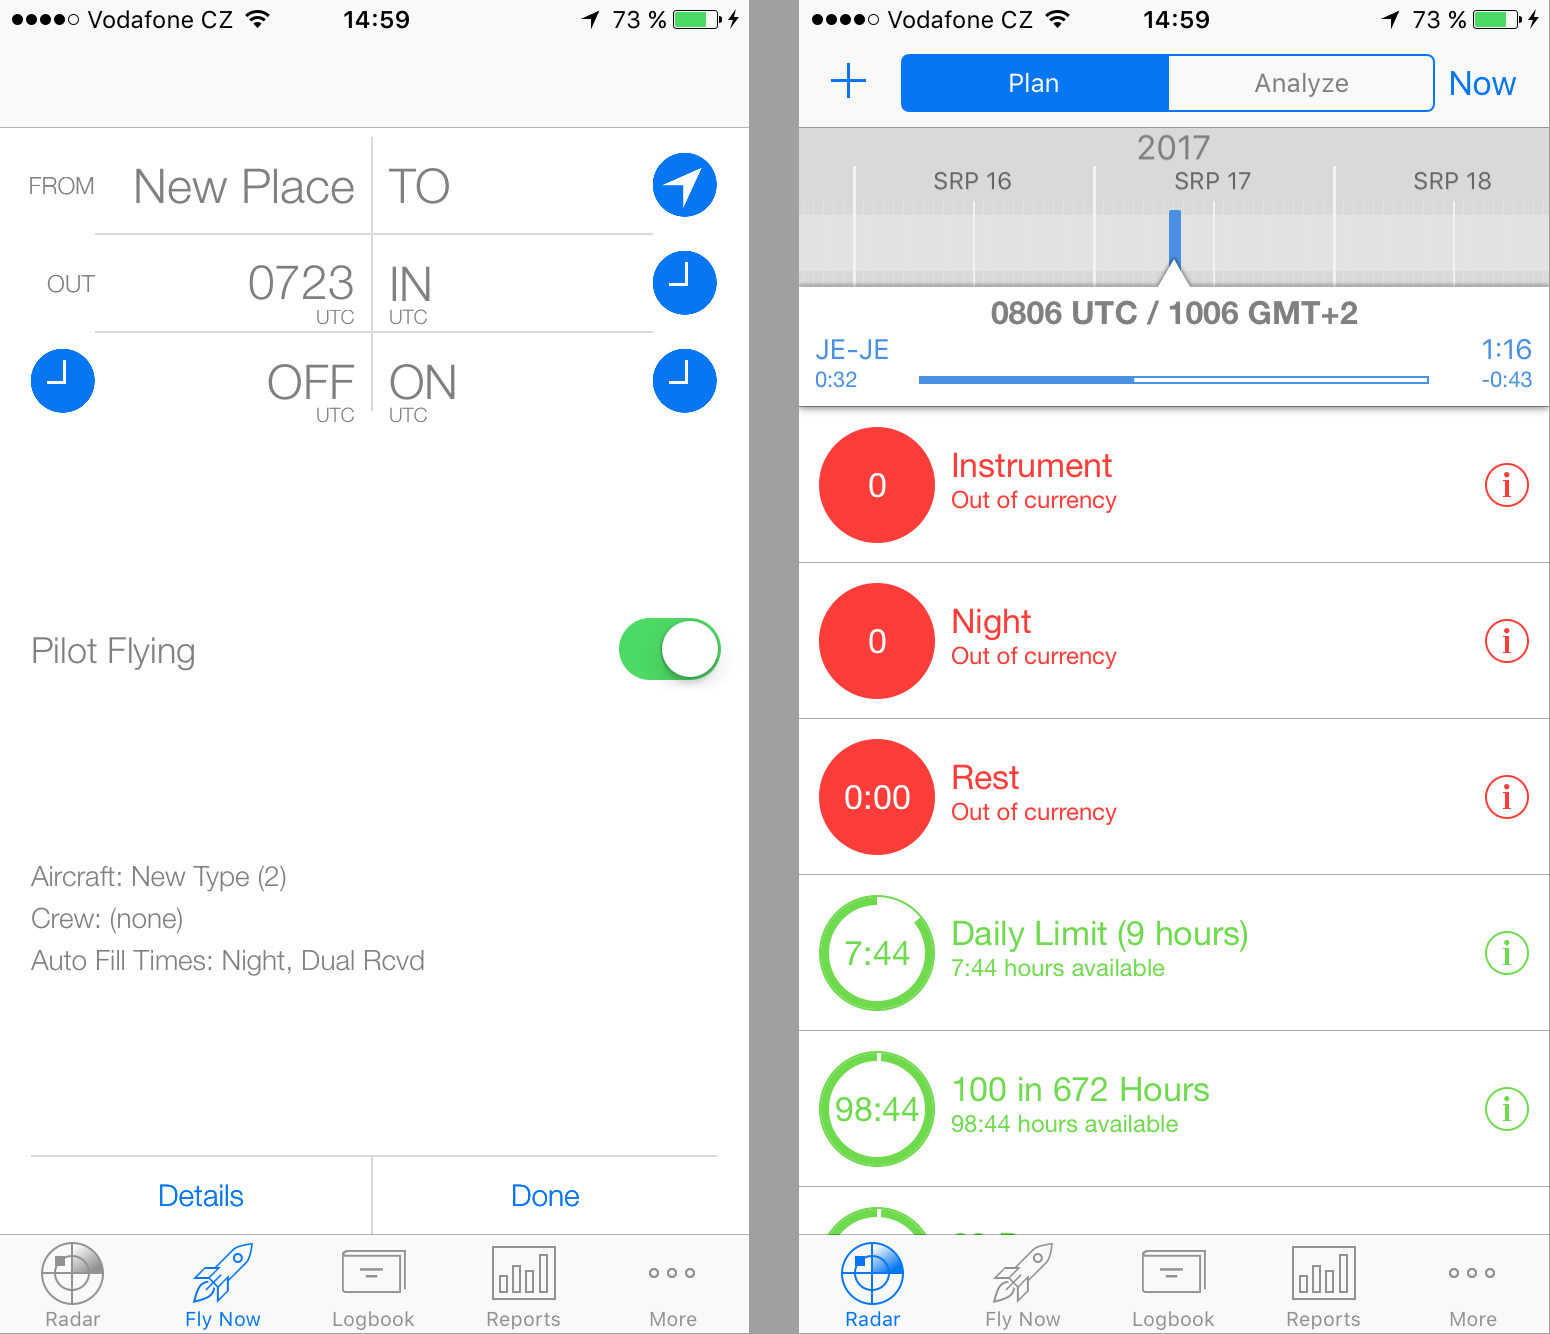 Vodafone CZ 14:59 73 %
FROM New Place TO
OUT 0723 IN
UTC UTC
OFF ON
UTC UTC
Pilot Flying
Aircraft: New Type (2)
Crew: (none)
Auto Fill Times: Night, Dual Rcvd
Details Done
Radar Fly Now Logbook Reports More
Vodafone CZ 14:59 73 %
Plan Analyze Now
2017
SRP 16 SRP 17 SRP 18
0806 UTC / 1006 GMT+2
JE-JE 1:16
0:32 -0:43
0 Instrument
Out of currency
0 Night
Out of currency
0:00 Rest
Out of currency
7:44 Daily Limit (9 hours)
7:44 hours available
98:44 100 in 672 Hours
98:44 hours available
Radar Fly Now Logbook Reports More